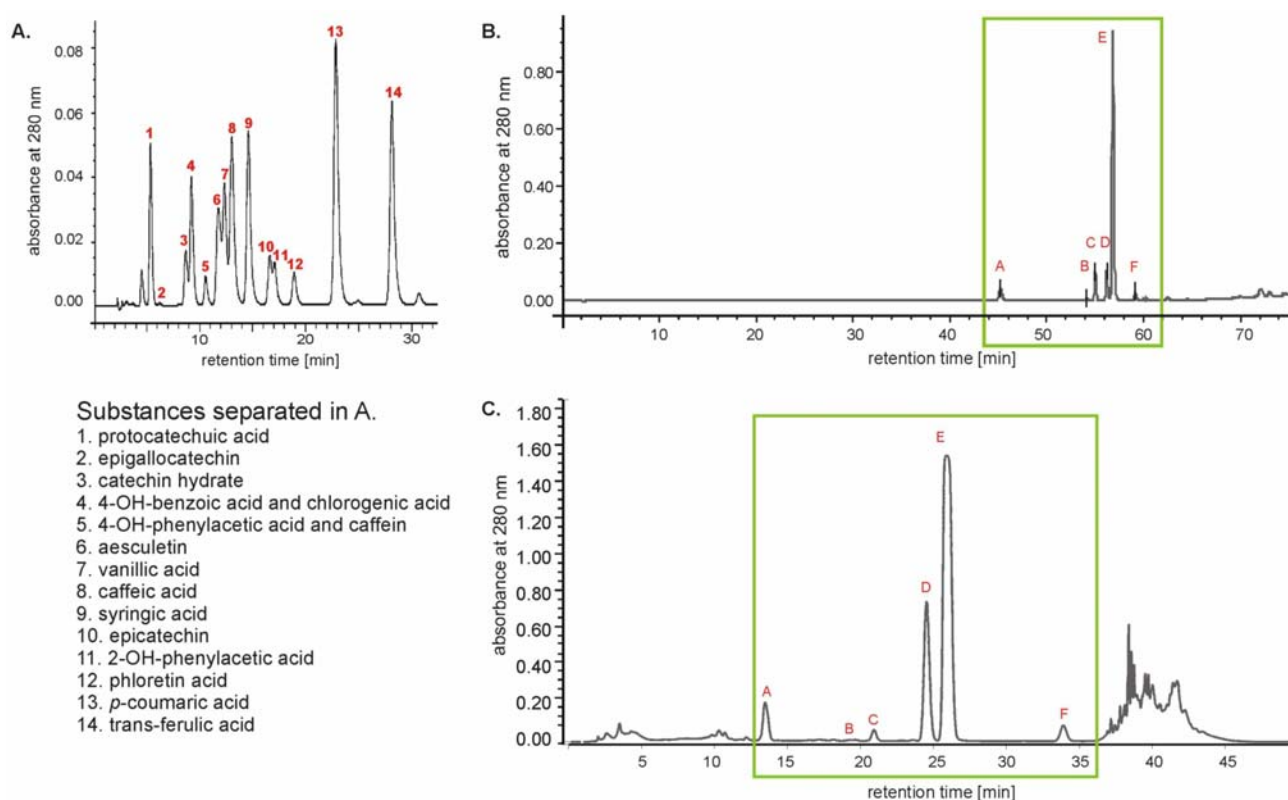 A.
absorbance at 280 nm
0.08
0.06
0.04
0.02
0.00
1
2
3
4
5
6
7
8
9
10
11
12
13
14
10
20
30
retention time [min]
B.
absorbance at 280 nm
0.80
0.60
0.40
0.20
0.00
A
B
C
D
E
F
0
10
20
30
40
50
60
70
retention time [min]
Substances separated in A.
1. protocatechuic acid
2. epigallocatechin
3. catechin hydrate
4. 4-OH-benzoic acid and chlorogenic acid
5. 4-OH-phenylacetic acid and caffein
6. aesculetin
7. vanillic acid
8. caffeic acid
9. syringic acid
10. epicatechin
11. 2-OH-phenylacetic acid
12. phloretin acid
13. p-coumaric acid
14. trans-ferulic acid
C.
absorbance at 280 nm
1.80
1.60
1.40
1.20
1.00
0.80
0.60
0.40
0.20
0.00
A
B
C
D
E
F
5
10
15
20
25
30
35
40
45
retention time [min]